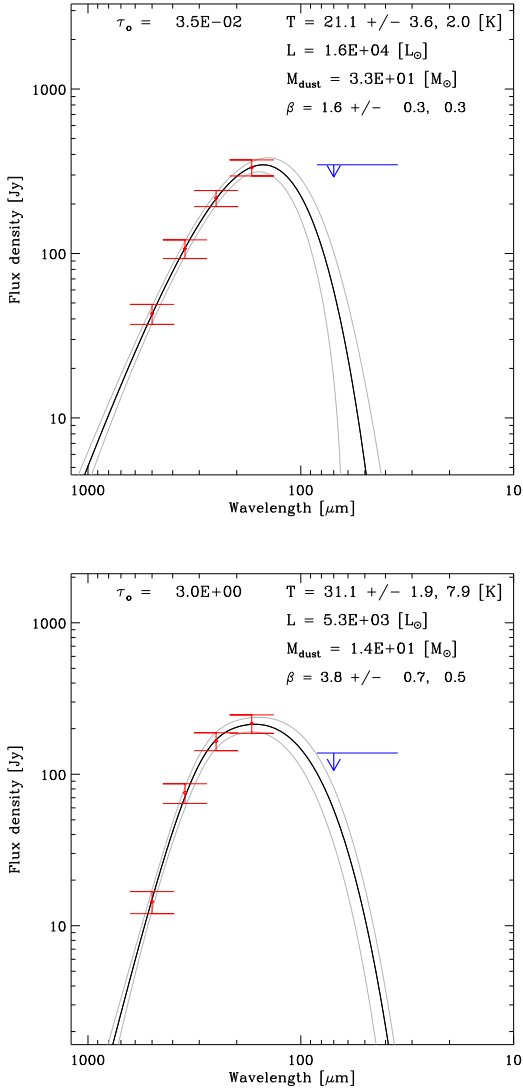 τo = 3.5E-02 T = 21.1 +/- 3.6, 2.0 [K]
L = 1.6E+04 [L⊙]
Mdust = 3.3E+01 [M⊙]
β = 1.6 +/- 0.3, 0.3
1000
100
10
Flux density [Jy]
1000 100 10
Wavelength [μm]
τo = 3.0E+00 T = 31.1 +/- 1.9, 7.9 [K]
L = 5.3E+03 [L⊙]
Mdust = 1.4E+01 [M⊙]
β = 3.8 +/- 0.7, 0.5
1000
100
10
Flux density [Jy]
1000 100 10
Wavelength [μm]